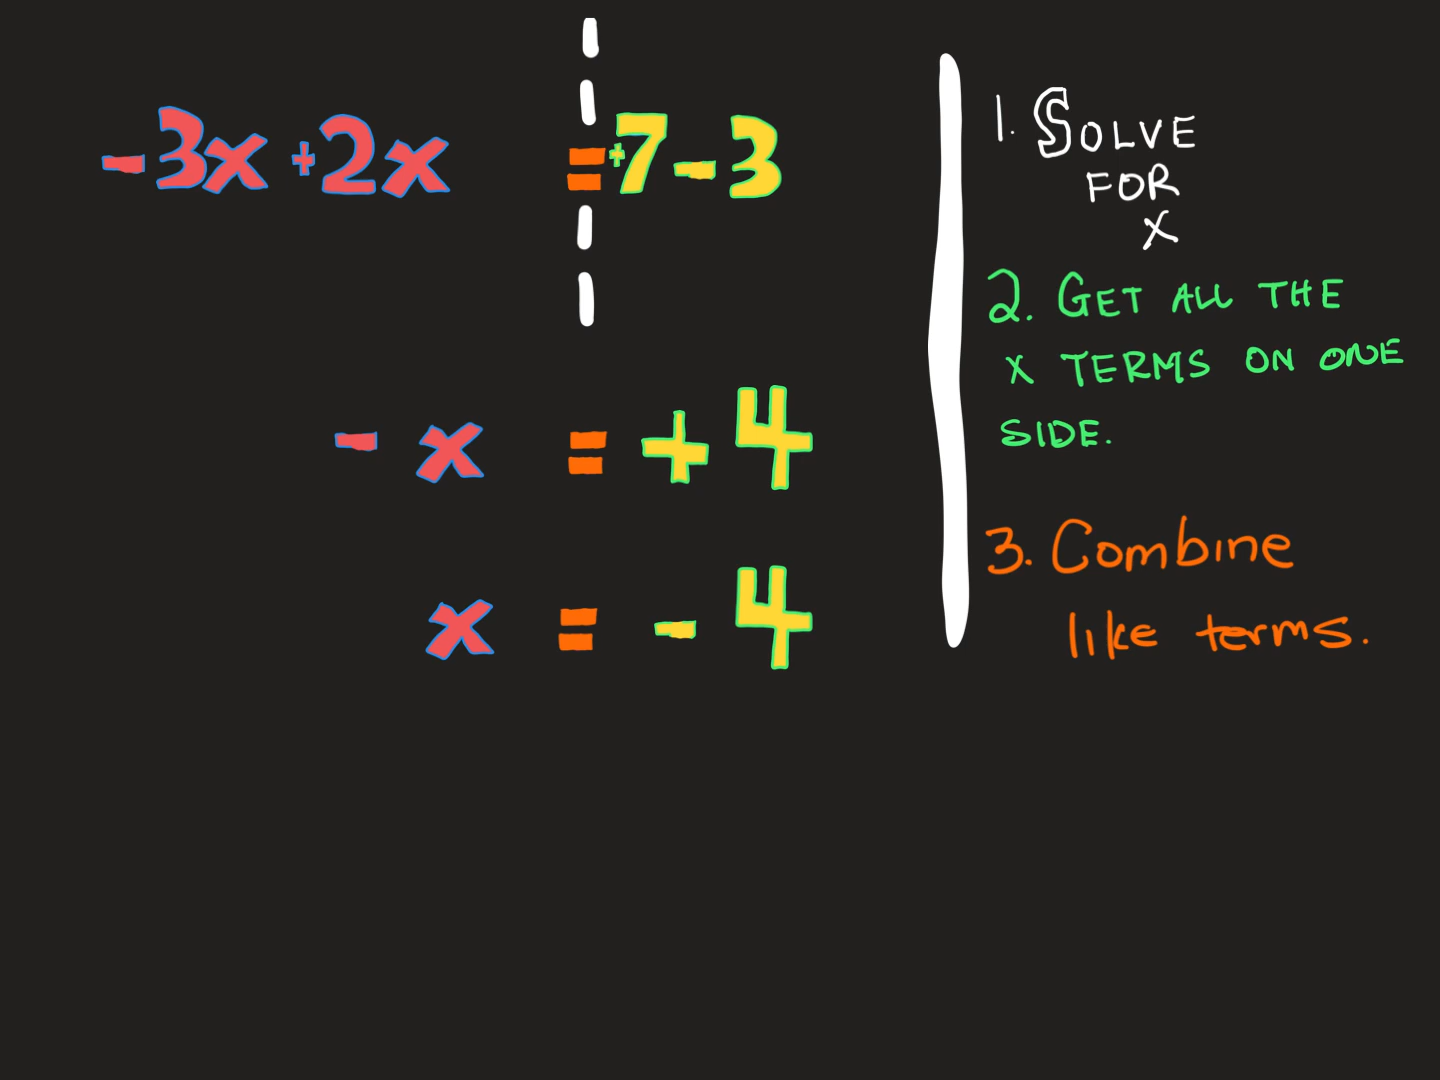 -3x +2x = +7 - 3
- x = + 4
x = - 4
1. SOLVE
FOR
X
2. GET ALL THE
X TERMS ON ONE
SIDE.
3. Combine
like terms.